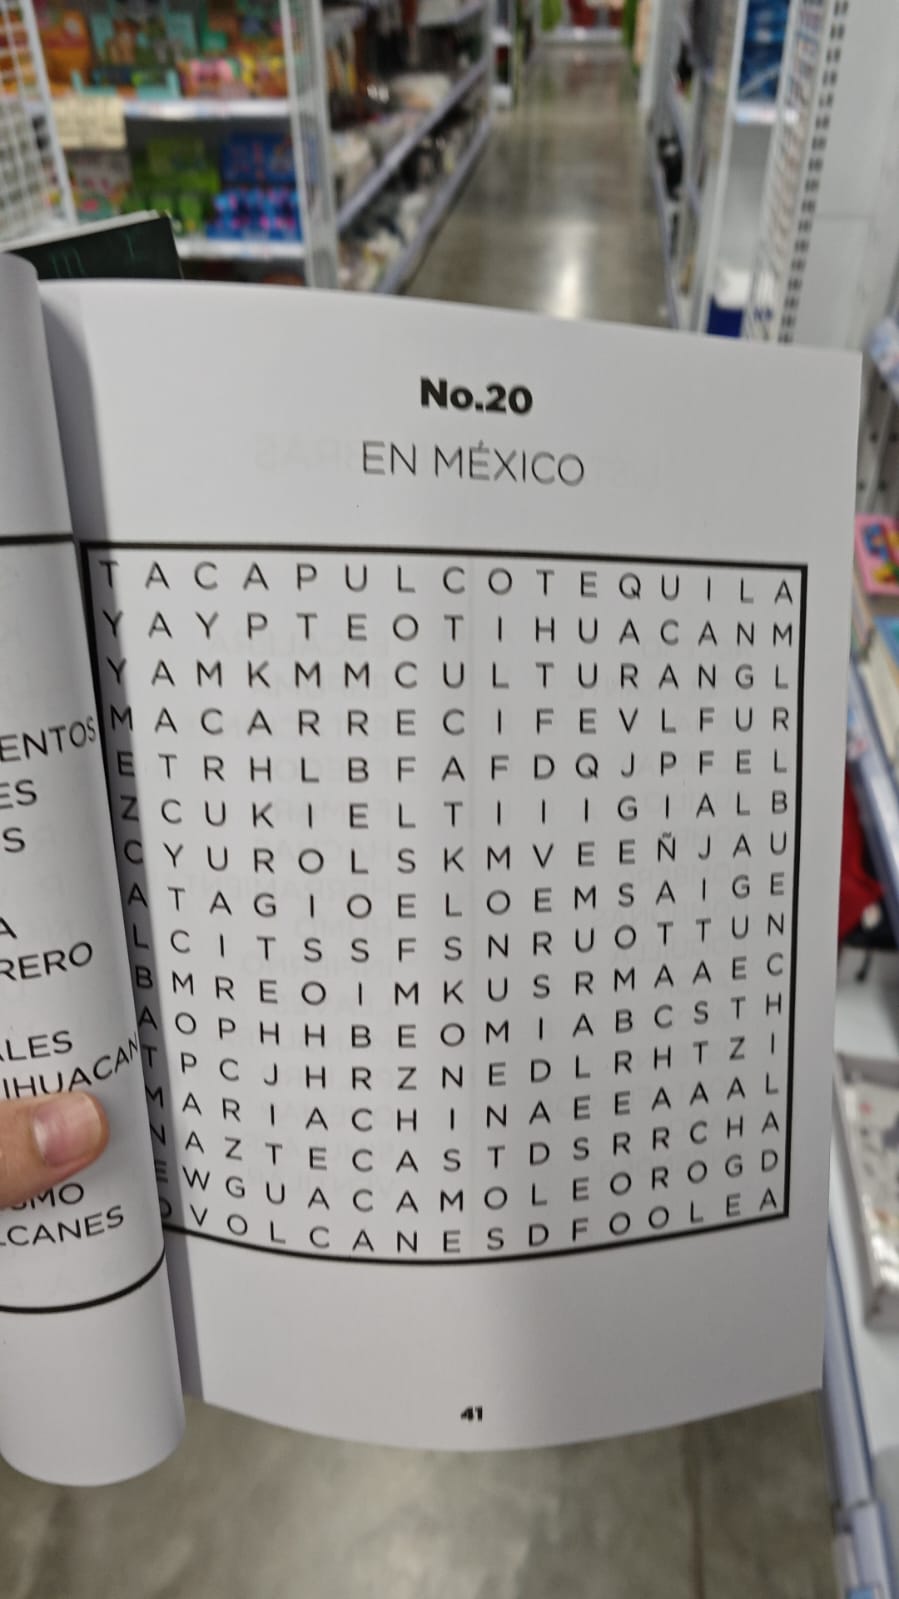 No.20
EN MÉXICO
T A C A P U L C O T E Q U I L A
Y A Y P T E O T I H U A C A N M
Y A M K M M C U L T U R A N G L
M A C A R R E C I F E V L F U R
E T R H L B F A F D Q J P F E L
Z C U K I E L T I I I G I A L B
C Y U R O L S K M V E E Ñ J A U
A T A G I O E L O E M S A I G E
L C I T S S F S N R U O T T U N
B M R E O I M K U S R M A A E C
A O P H H B E O M I A B C S T H
T P C J H R Z N E D L R H T Z I
M A R I A C H I N A E E A A A L
N A Z T E C A S T D S R R C H A
E W G U A C A M O L E O R O G D
V O L C A N E S D F O O L E A
ENTOS
ES
S
A
RERO
LES
IHUACAN
SMO
LCANES
41